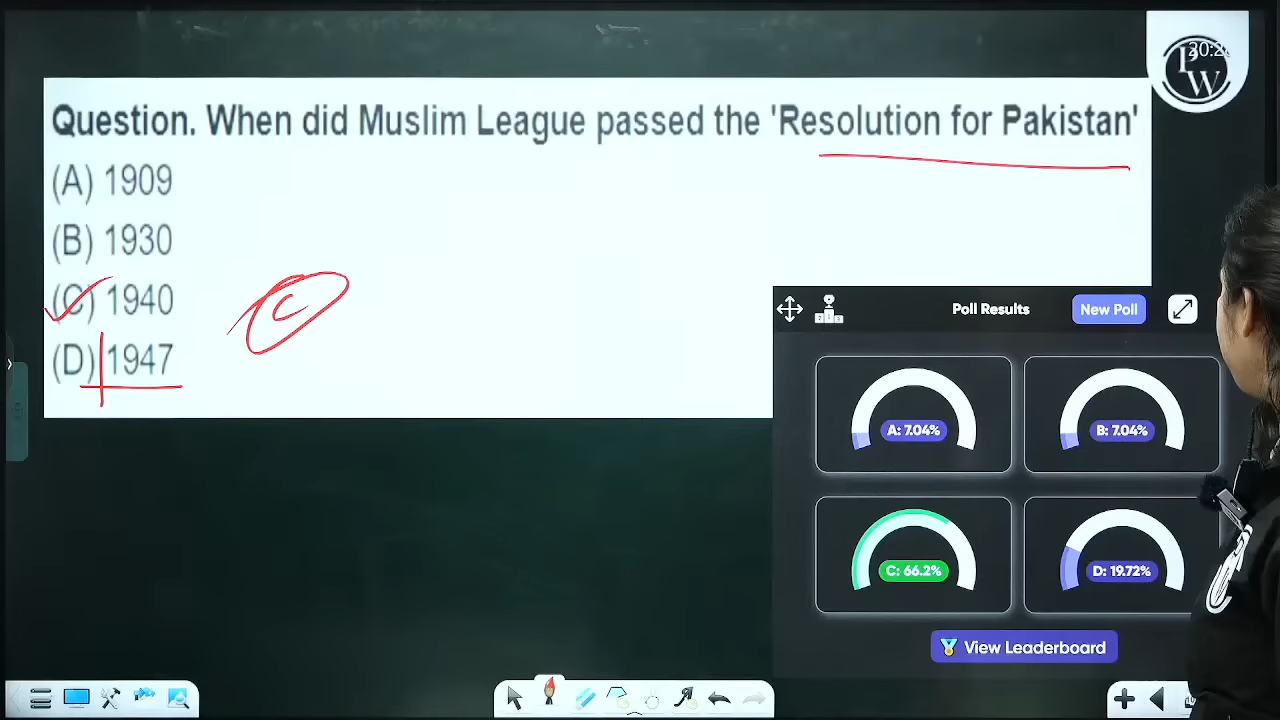 Question. When did Muslim League passed the 'Resolution for Pakistan'
(A) 1909
(B) 1930
(C) 1940
(D) 1947
C
Poll Results
New Poll
A: 7.04%
B: 7.04%
C: 66.2%
D: 19.72%
View Leaderboard
PW